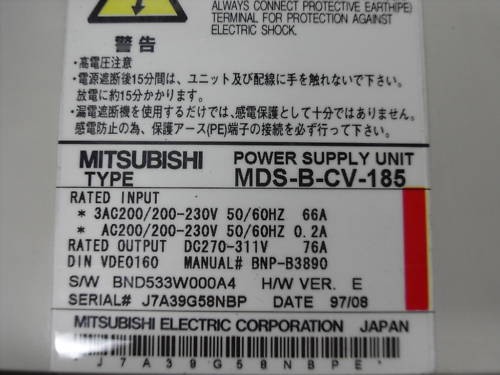 ALWAYS CONNECT PROTECTIVE EARTH(PE)
TERMINAL FOR PROTECTION AGAINST
ELECTRIC SHOCK.
警告
・高電圧注意
・電源遮断後15分間は、ユニット及び配線に手を触れないで下さい。
放電に約15分かかります。
・漏電遮断機を使用するだけでは、感電保護として十分ではありません。
感電防止の為、保護アース(PE)端子の接続を必ず行って下さい。
MITSUBISHI POWER SUPPLY UNIT
TYPE MDS-B-CV-185
RATED INPUT
* 3AC200/200-230V 50/60HZ 66A
* AC200/200-230V 50/60HZ 0.2A
RATED OUTPUT DC270-311V 76A
DIN VDE0160 MANUAL# BNP-B3890
S/W BND533W000A4 H/W VER. E
SERIAL# J7A39G58NBP DATE 97/08
MITSUBISHI ELECTRIC CORPORATION JAPAN
* J 7 A 3 9 G 5 8 N B P E *